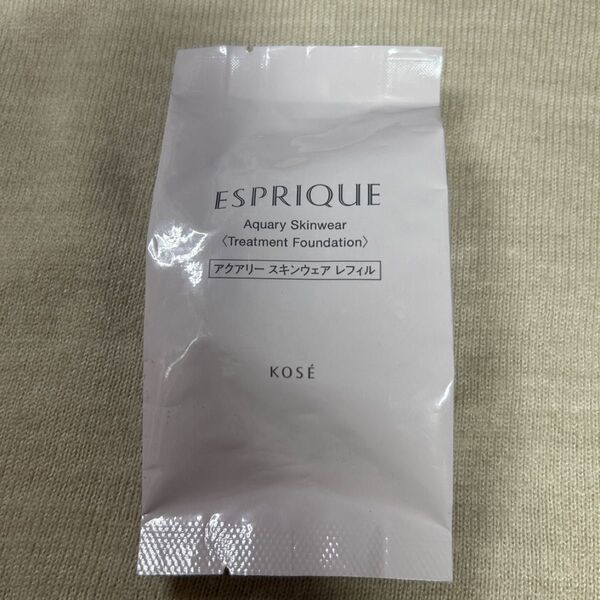 ESPRIQUE
Aquary Skinwear
〈Treatment Foundation〉
アクアリー スキンウェア レフィル
KOSÉ